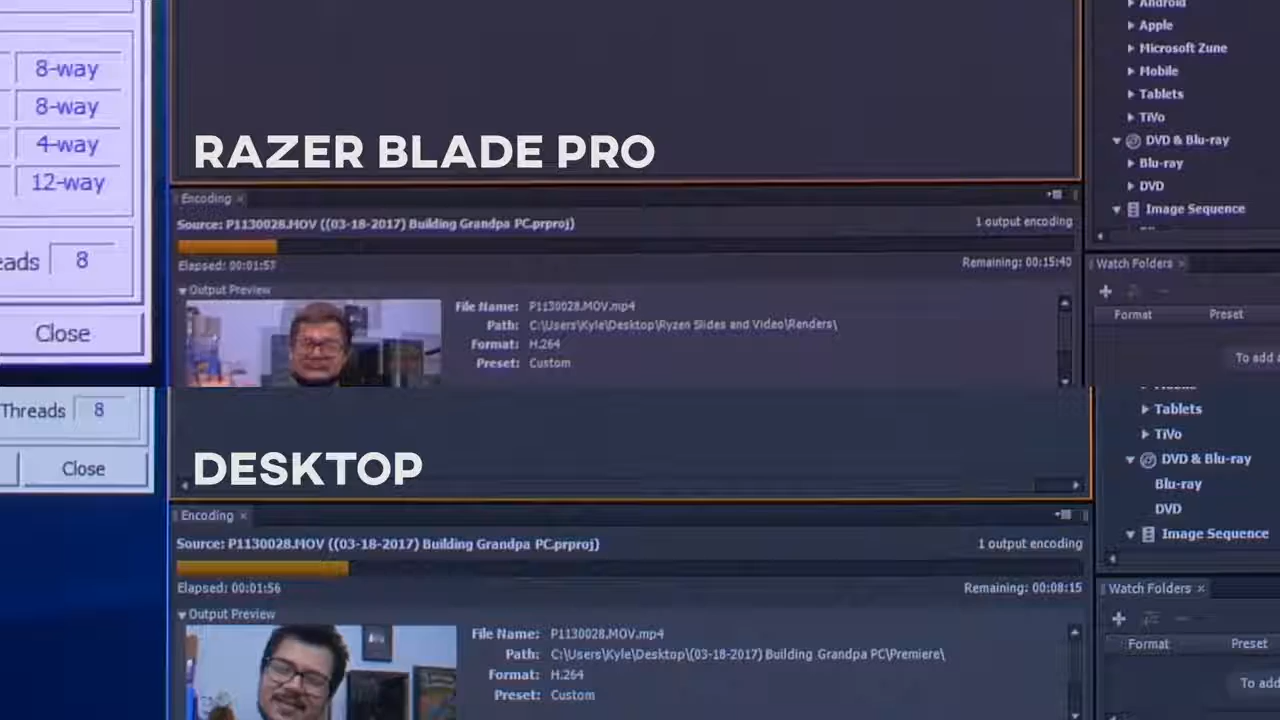 Android
Apple
8-way
Microsoft Zune
Mobile
8-way
Tablets
TiVo
4-way
RAZER BLADE PRO
DVD & Blu-ray
Blu-ray
12-way
DVD
Encoding ×
Image Sequence
Source: P1130028.MOV ((03-18-2017) Building Grandpa PC.prproj)
1 output encoding
eads 8
Elapsed: 00:01:57
Remaining: 00:15:40
Watch Folders ×
Output Preview
File Name: P1130028.MOV.mp4
Format Preset
Path: C:\Users\Kyle\Desktop\Ryzen Slides and Video\Renders\
Close
Format: H.264
To add a
Preset: Custom
Mobile
Threads 8
Tablets
TiVo
DESKTOP
DVD & Blu-ray
Close
Blu-ray
DVD
Encoding ×
Image Sequence
Source: P1130028.MOV ((03-18-2017) Building Grandpa PC.prproj)
1 output encoding
Elapsed: 00:01:56
Remaining: 00:08:15
Watch Folders ×
Output Preview
File Name: P1130028.MOV.mp4
Format Preset
Path: C:\Users\Kyle\Desktop\(03-18-2017) Building Grandpa PC\Premiere\
Format: H.264
To add
Preset: Custom